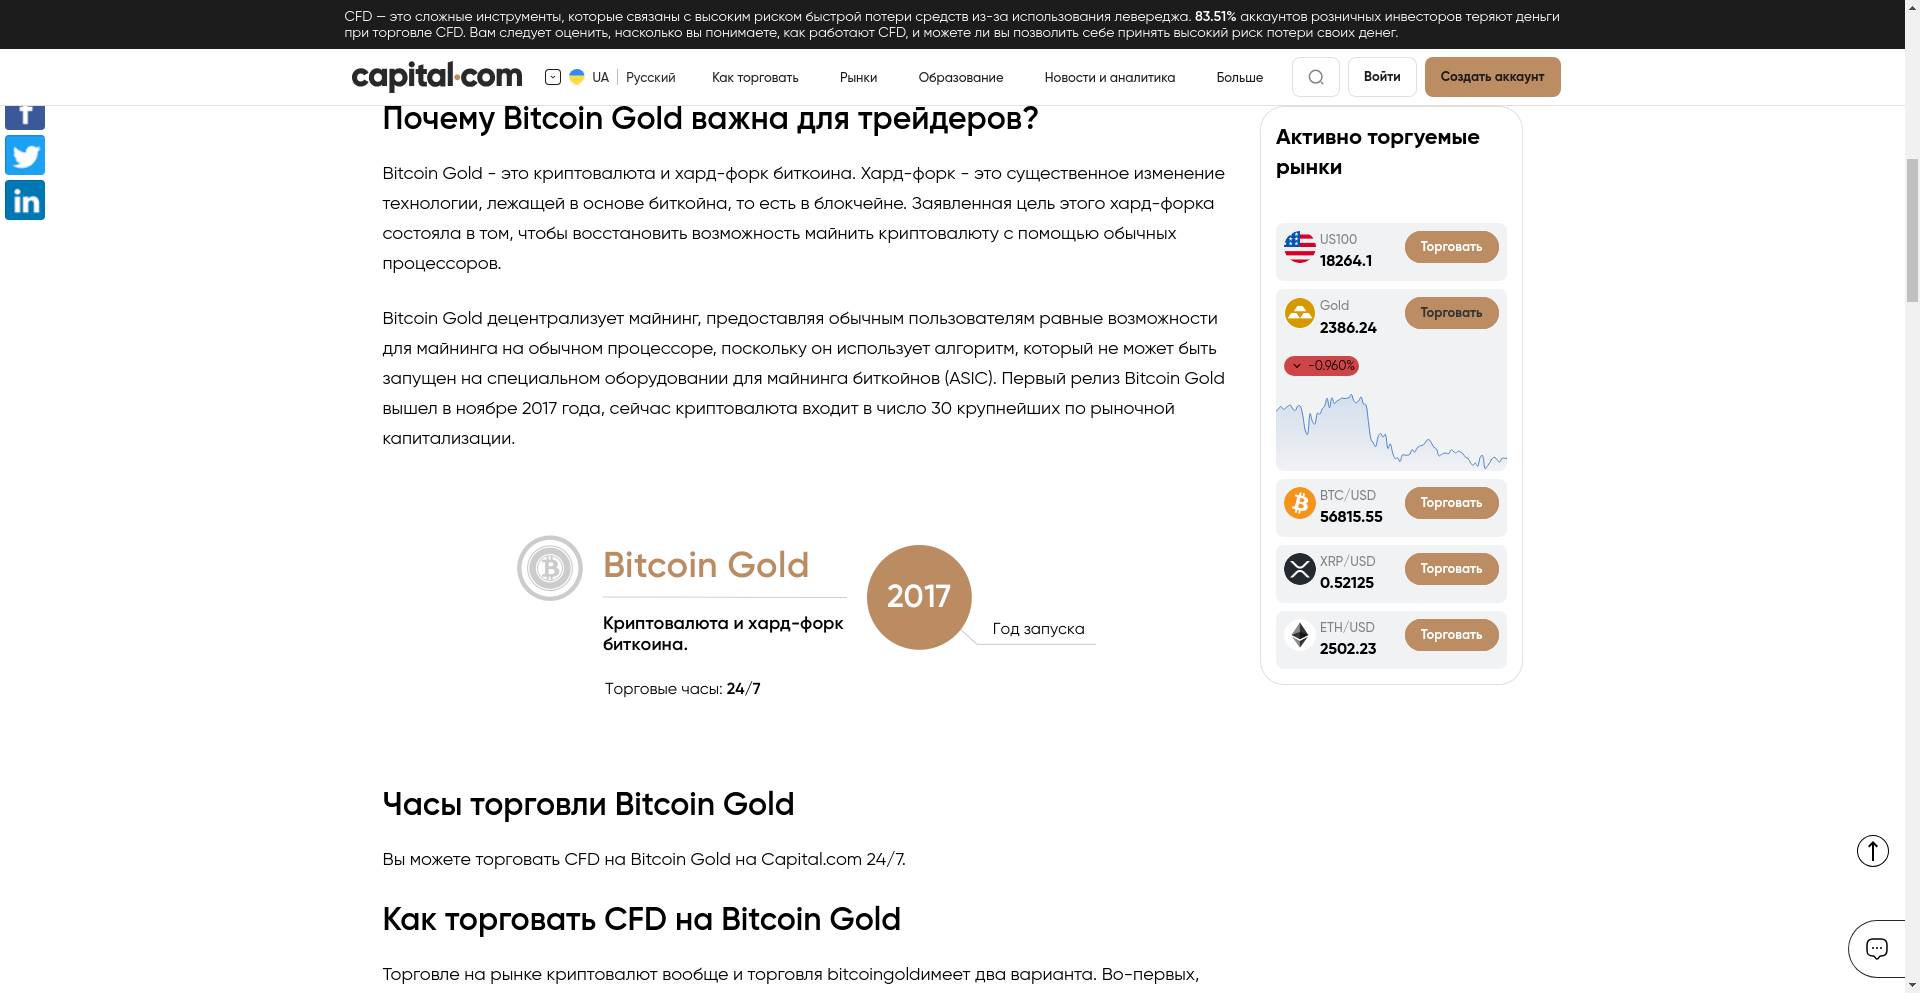 CFD — это сложные инструменты, которые связаны с высоким риском быстрой потери средств из-за использования левереджа. 83.51% аккаунтов розничных инвесторов теряют деньги
при торговле CFD. Вам следует оценить, насколько вы понимаете, как работают CFD, и можете ли вы позволить себе принять высокий риск потери своих денег.
capital.com UA Русский Как торговать Рынки Образование Новости и аналитика Больше Войти Создать аккаунт
Почему Bitcoin Gold важна для трейдеров?
Bitcoin Gold - это криптовалюта и хард-форк биткоина. Хард-форк - это существенное изменение
технологии, лежащей в основе биткойна, то есть в блокчейне. Заявленная цель этого хард-форка
состояла в том, чтобы восстановить возможность майнить криптовалюту с помощью обычных
процессоров.
Bitcoin Gold децентрализует майнинг, предоставляя обычным пользователям равные возможности
для майнинга на обычном процессоре, поскольку он использует алгоритм, который не может быть
запущен на специальном оборудовании для майнинга биткойнов (ASIC). Первый релиз Bitcoin Gold
вышел в ноябре 2017 года, сейчас криптовалюта входит в число 30 крупнейших по рыночной
капитализации.
Bitcoin Gold
Криптовалюта и хард-форк
биткоина.
Торговые часы: 24/7
2017
Год запуска
Часы торговли Bitcoin Gold
Вы можете торговать CFD на Bitcoin Gold на Capital.com 24/7.
Как торговать CFD на Bitcoin Gold
Торговле на рынке криптовалют вообще и торговля bitcoingoldимеет два варианта. Во-первых,
Активно торгуемые
рынки
US100
18264.1
Торговать
Gold
2386.24
Торговать
-0.960%
BTC/USD
56815.55
Торговать
XRP/USD
0.52125
Торговать
ETH/USD
2502.23
Торговать